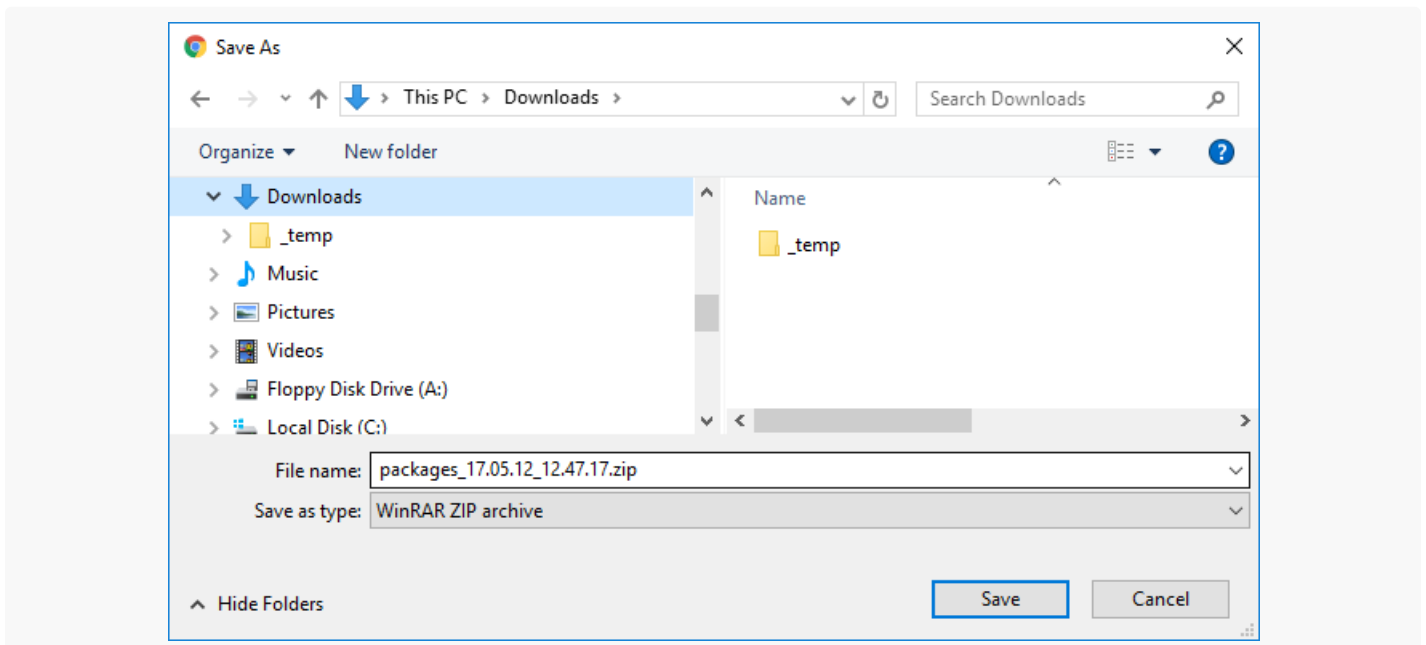 Save As
This PC > Downloads >
Search Downloads
Organize
New folder
?
Downloads
_temp
Music
Pictures
Videos
Floppy Disk Drive (A:)
Local Disk (C:)
Name
_temp
File name: packages_17.05.12_12.47.17.zip
Save as type: WinRAR ZIP archive
Hide Folders
Save
Cancel